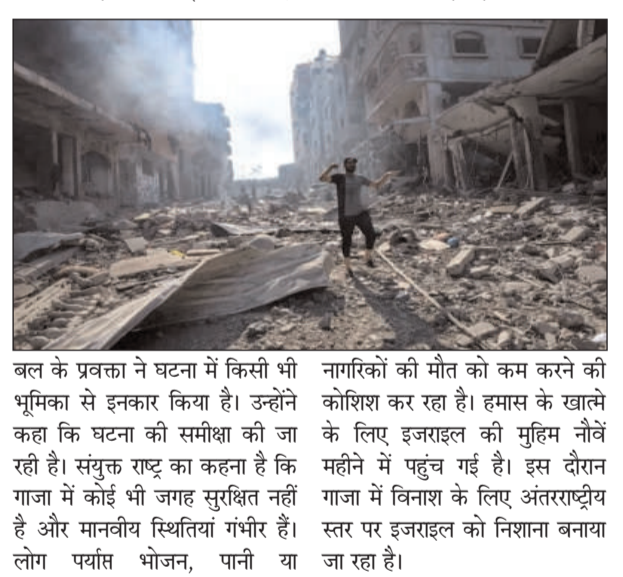 बल के प्रवक्ता ने घटना में किसी भी
भूमिका से इनकार किया है। उन्होंने
कहा कि घटना की समीक्षा की जा
रही है। संयुक्त राष्ट्र का कहना है कि
गाजा में कोई भी जगह सुरक्षित नहीं
है और मानवीय स्थितियां गंभीर हैं।
लोग पर्याप्त भोजन, पानी या
नागरिकों की मौत को कम करने की
कोशिश कर रहा है। हमास के खात्मे
के लिए इजराइल की मुहिम नौवें
महीने में पहुंच गई है। इस दौरान
गाजा में विनाश के लिए अंतरराष्ट्रीय
स्तर पर इजराइल को निशाना बनाया
जा रहा है।